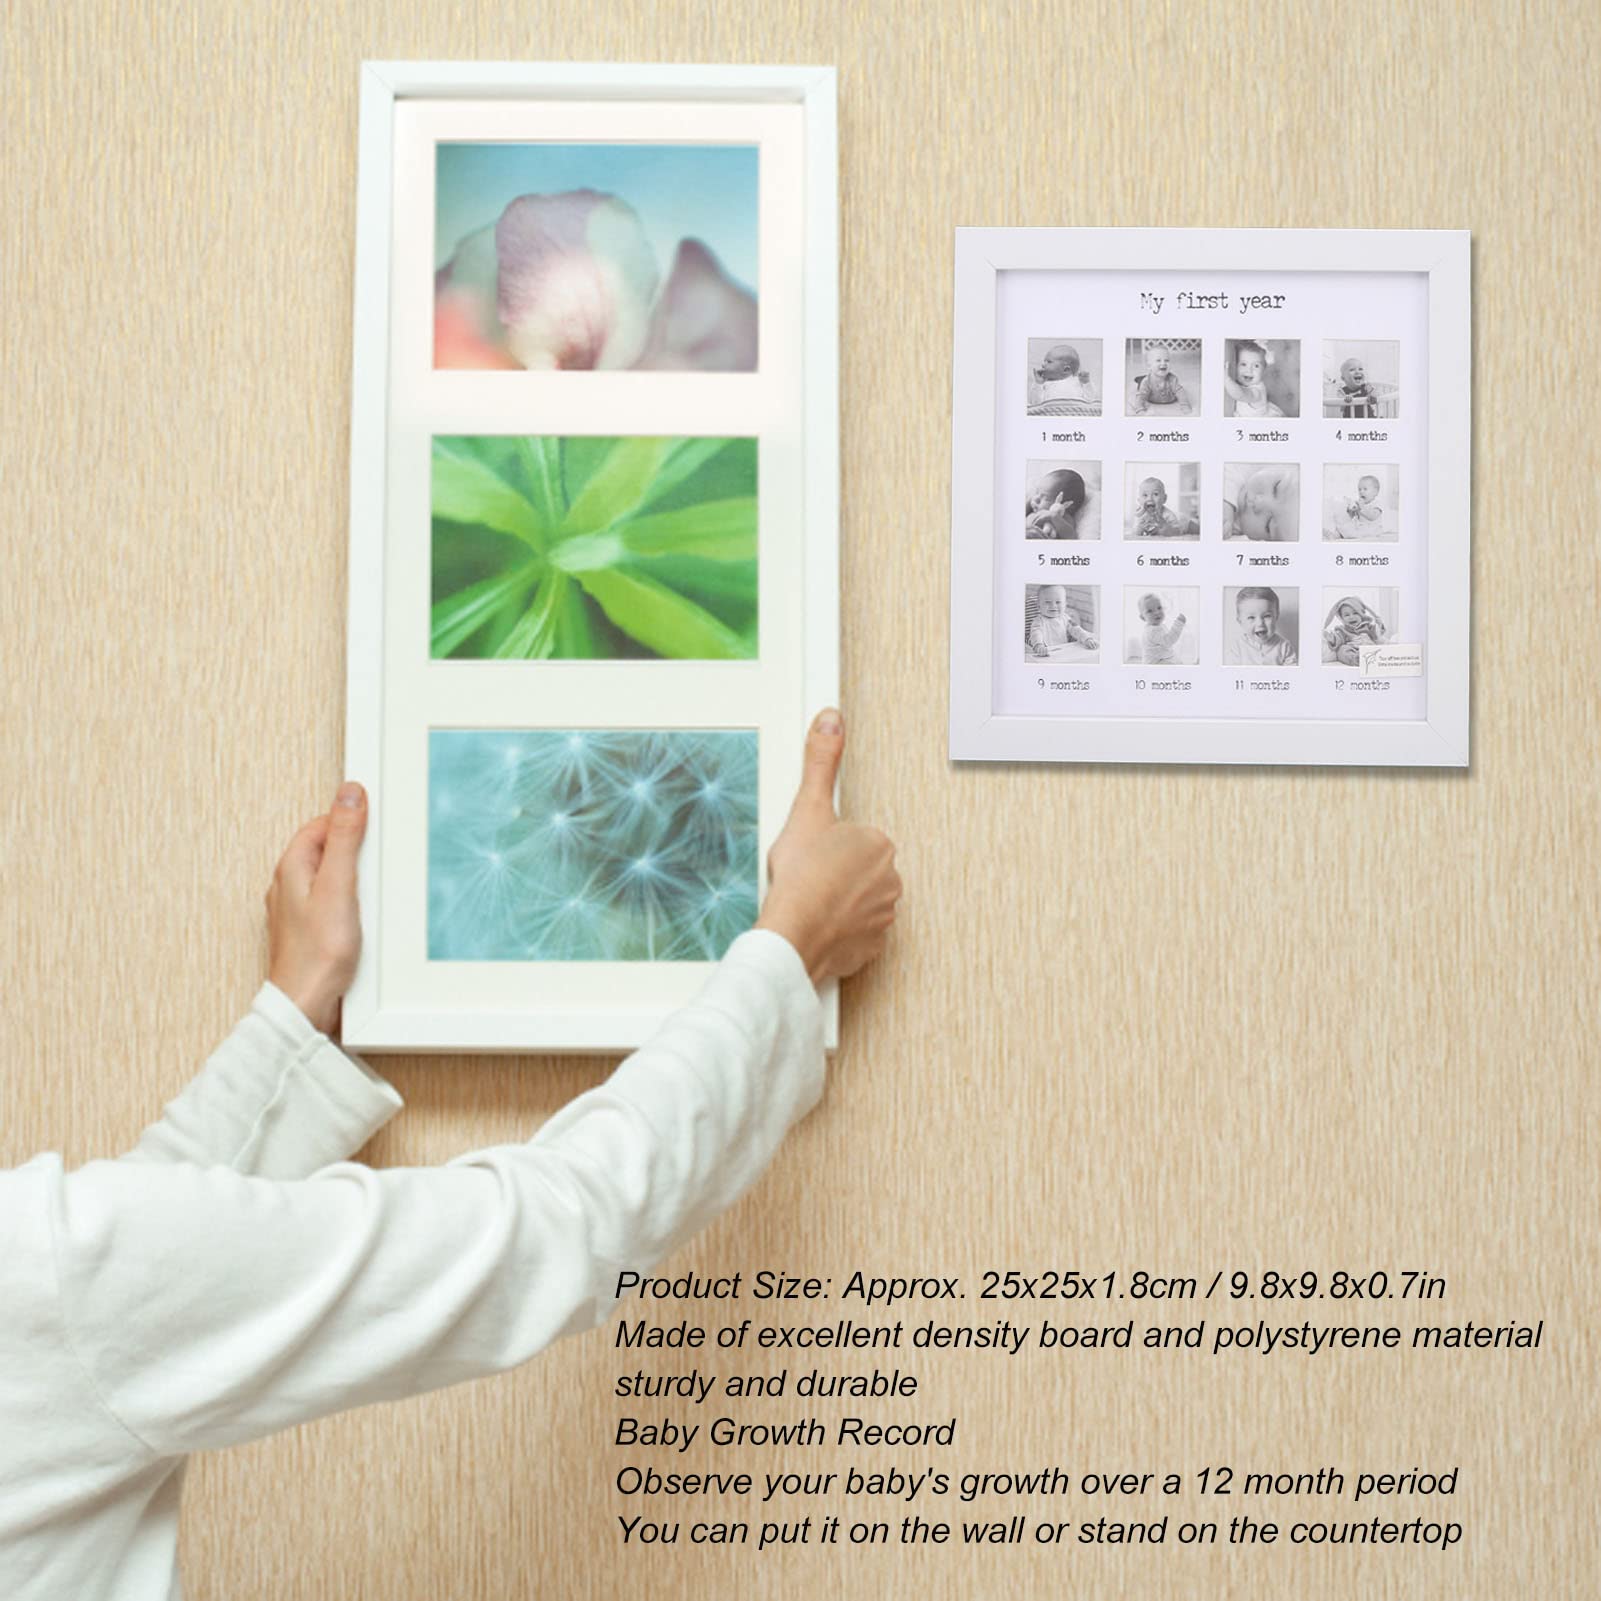 My first year
1 month 2 months 3 months 4 months
5 months 6 months 7 months 8 months
9 months 10 months 11 months 12 months
Product Size: Approx. 25x25x1.8cm / 9.8x9.8x0.7in
Made of excellent density board and polystyrene material
sturdy and durable
Baby Growth Record
Observe your baby's growth over a 12 month period
You can put it on the wall or stand on the countertop